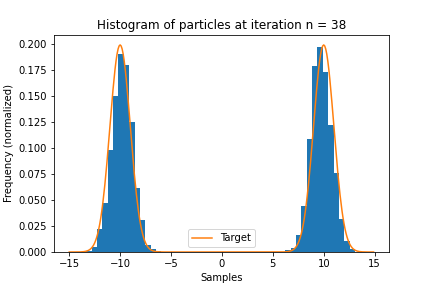 Histogram of particles at iteration n = 38
Frequency (normalized)
0.200
0.175
0.150
0.125
0.100
0.075
0.050
0.025
0.000
Target
−15 −10 −5 0 5 10 15
Samples